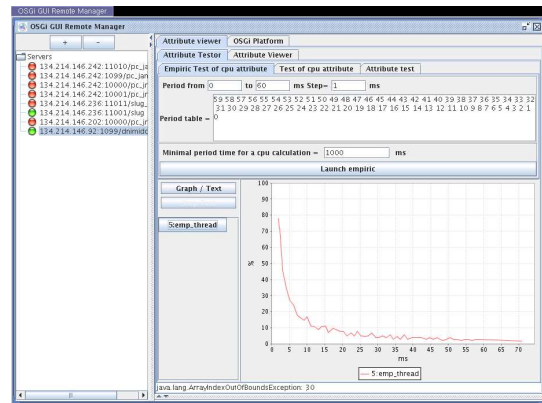 OSGi GUI Remote Manager
OSGi GUI Remote Manager
+ -
Servers
134.214.146.242:11010/pc_ja
134.214.146.242:1099/pc_jan
134.214.146.242:10000/pc_jr
134.214.146.242:10001/pc_jr
134.214.146.236:11011/slug_
134.214.146.236:11001/slug
134.214.146.202:10000/pc_jr
134.214.146.92:1099/dnimidd
Attribute viewer OSGi Platform
Attribute Testor Attribute Viewer
Empiric Test of cpu attribute Test of cpu attribute Attribute test
Period from 0 to 60 ms Step= 1 ms
Period table =
59 58 57 56 55 54 53 52 51 50 49 48 47 46 45 44 43 42 41 40 39 38 37 36 35 34 33 32
31 30 29 28 27 26 25 24 23 22 21 20 19 18 17 16 15 14 13 12 11 10 9 8 7 6 5 4 3 2 1
0
Minimal period time for a cpu calculation = 1000 ms
Launch empiric
Graph / Text
5:emp_thread
100
90
80
70
60
50
40
30
20
10
0
%
0 5 10 15 20 25 30 35 40 45 50 55 60 65 70
ms
5:emp_thread
java.lang.ArrayIndexOutOfBoundsException: 30